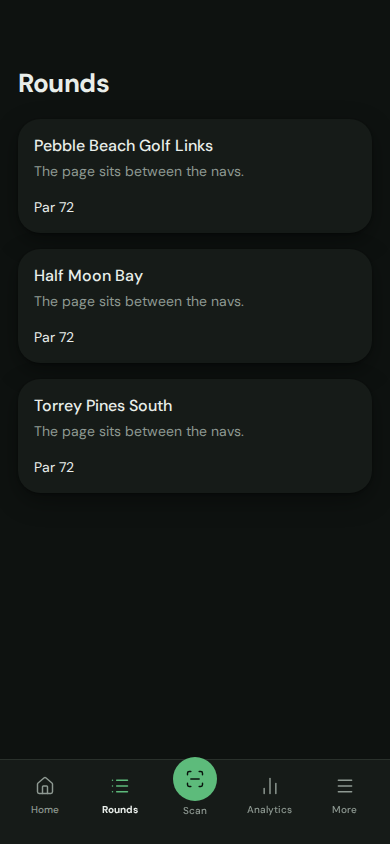 Rounds
Pebble Beach Golf Links
The page sits between the navs.
Par 72
Half Moon Bay
The page sits between the navs.
Par 72
Torrey Pines South
The page sits between the navs.
Par 72
Home
Rounds
Scan
Analytics
More